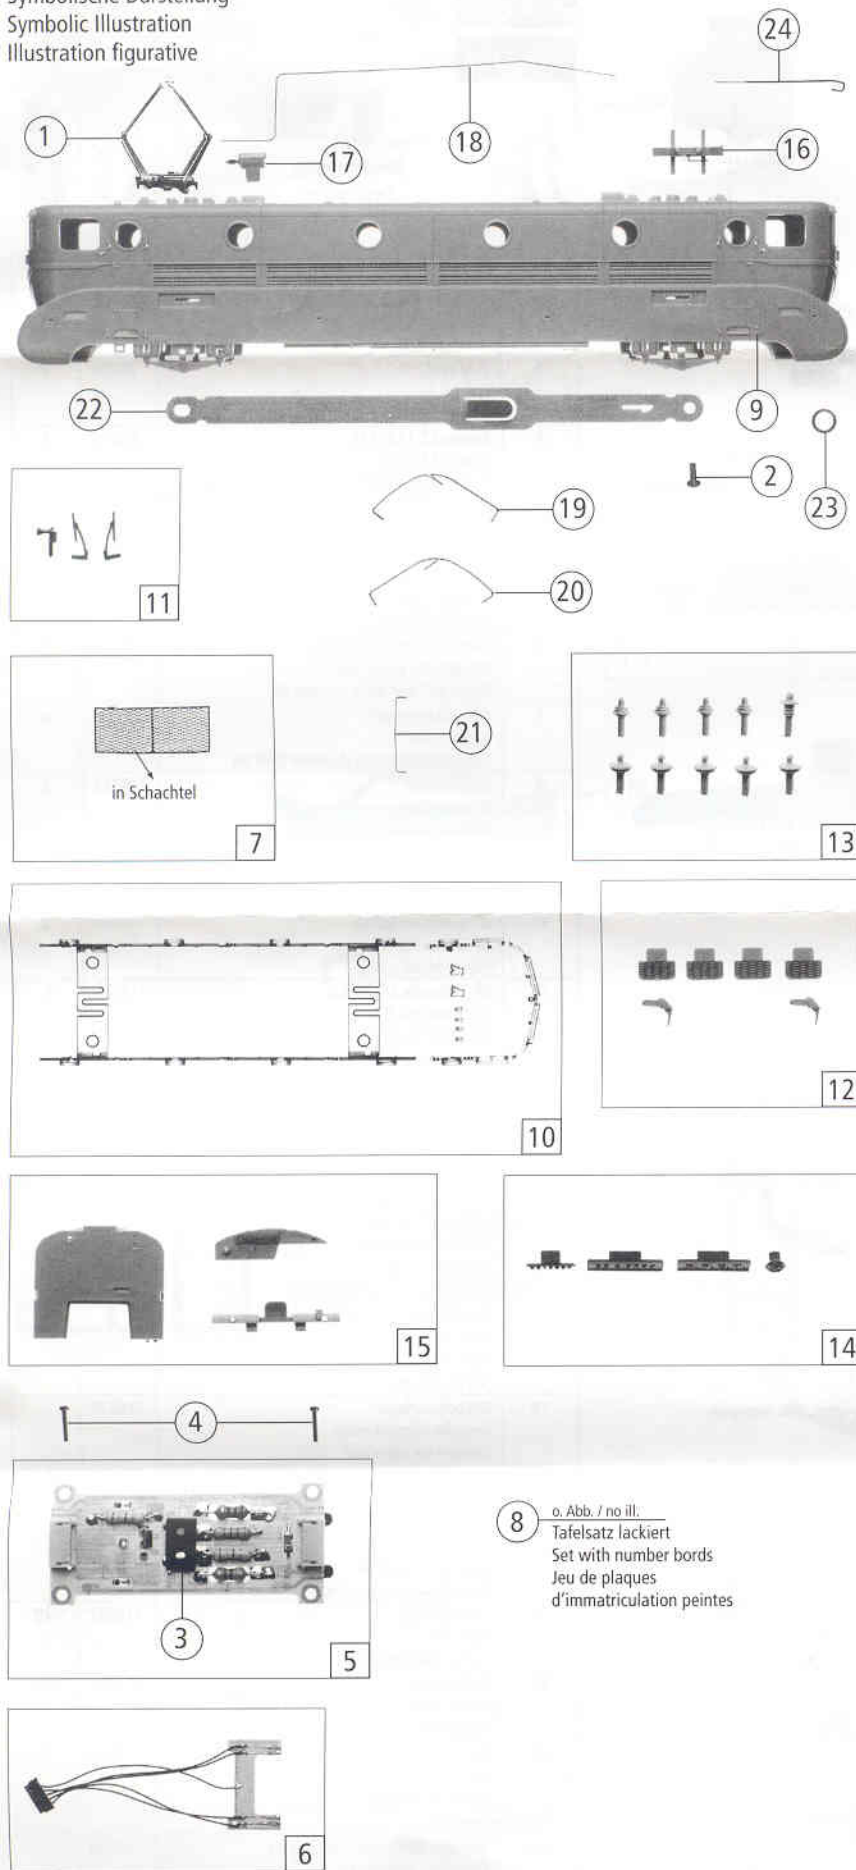 Symbolische Darstellung
Symbolic Illustration
Illustration figurative
24
1
18
17
16
22
9
2
23
19
11
20
21
in Schachtel
7
13
12
10
15
14
4
8 o. Abb. / no ill.
Tafelsatz lackiert
Set with number bords
Jeu de plaques
d'immatriculation peintes
3
5
6